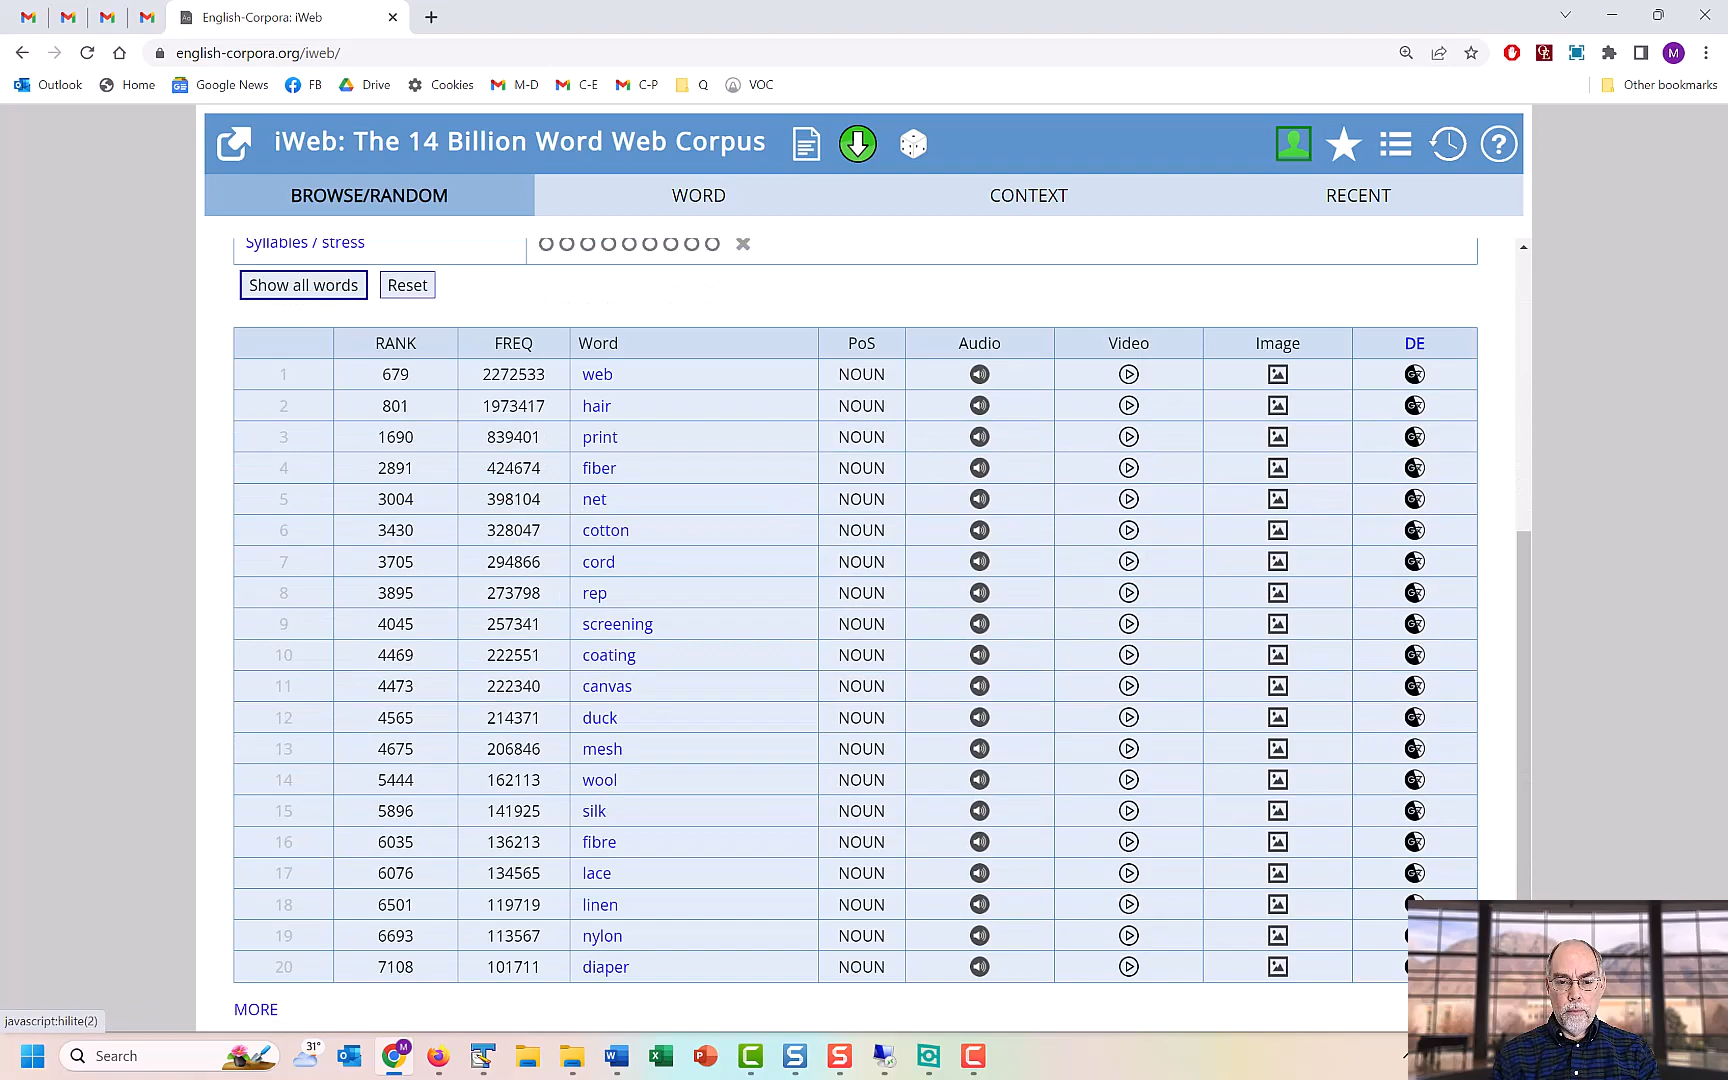 English-Corpora: iWeb
english-corpora.org/iweb/
M
Outlook Home Google News FB Drive Cookies M-D C-E C-P Q VOC Other bookmarks
iWeb: The 14 Billion Word Web Corpus
BROWSE/RANDOM WORD CONTEXT RECENT
Syllables / stress
Show all words Reset
RANK FREQ Word PoS Audio Video Image DE
1 679 2272533 web NOUN
2 801 1973417 hair NOUN
3 1690 839401 print NOUN
4 2891 424674 fiber NOUN
5 3004 398104 net NOUN
6 3430 328047 cotton NOUN
7 3705 294866 cord NOUN
8 3895 273798 rep NOUN
9 4045 257341 screening NOUN
10 4469 222551 coating NOUN
11 4473 222340 canvas NOUN
12 4565 214371 duck NOUN
13 4675 206846 mesh NOUN
14 5444 162113 wool NOUN
15 5896 141925 silk NOUN
16 6035 136213 fibre NOUN
17 6076 134565 lace NOUN
18 6501 119719 linen NOUN
19 6693 113567 nylon NOUN
20 7108 101711 diaper NOUN
MORE
javascript:hilite(2)
Search 31°